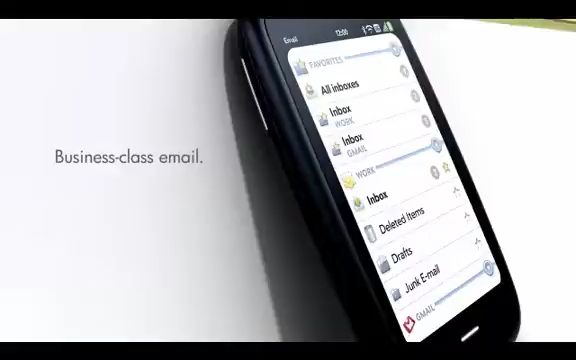 Email 12:00
FAVORITES
All inboxes
Inbox
WORK
Inbox
GMAIL
Business-class email.
WORK
Inbox
Deleted Items
Drafts
Junk E-mail
GMAIL